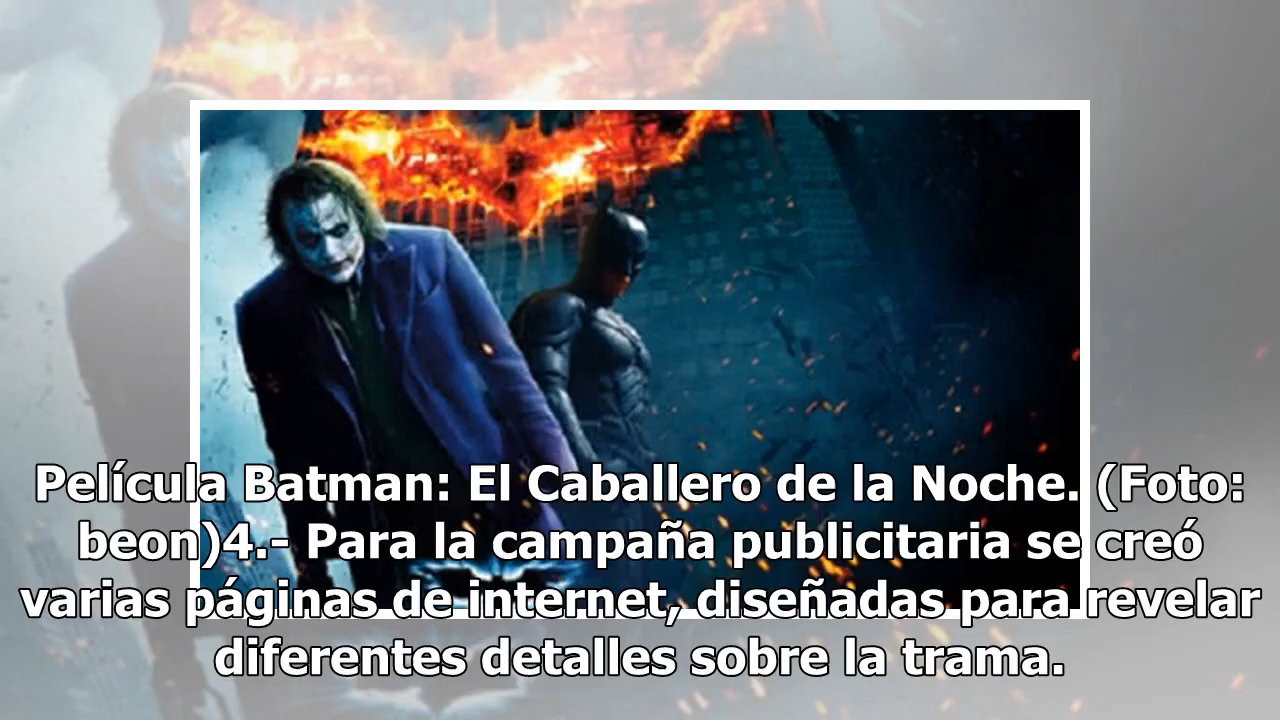 Película Batman: El Caballero de la Noche. (Foto:
beon)4.- Para la campaña publicitaria se creó
varias páginas de internet, diseñadas para revelar
diferentes detalles sobre la trama.